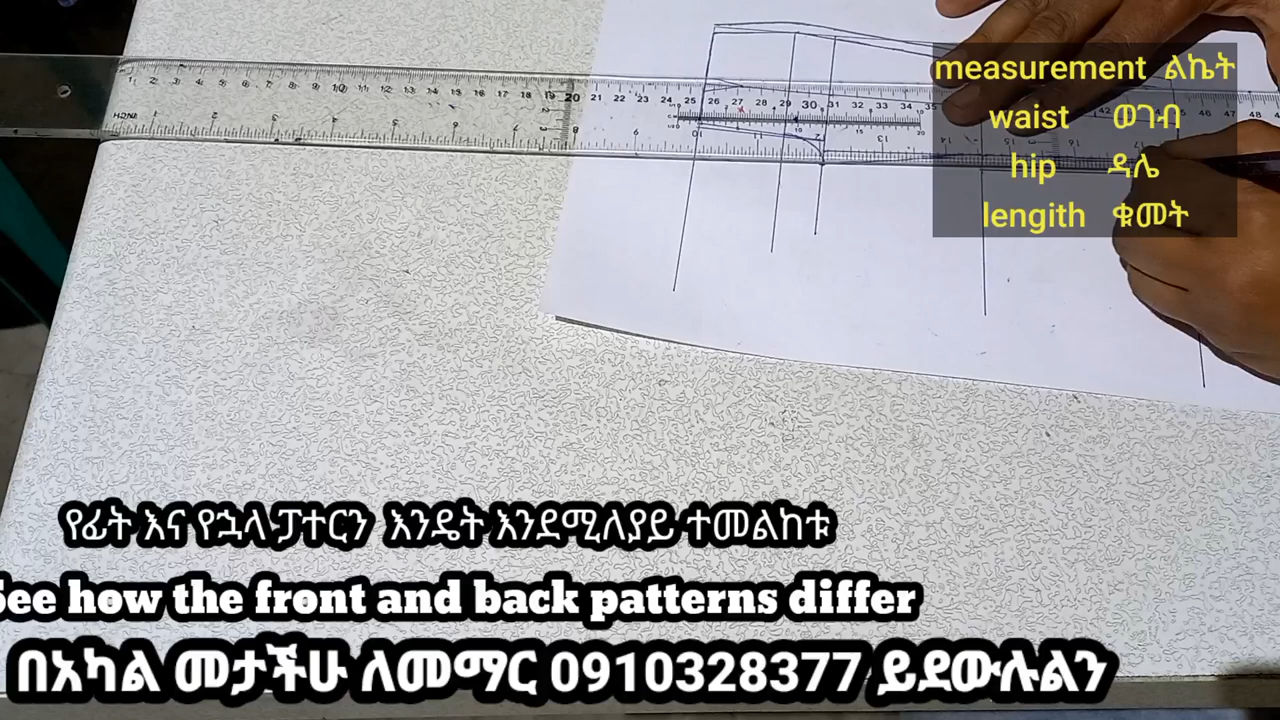 measurement ልኬት
waist ወገብ
hip ዳሌ
lengith ቁመት
የፊት እና የኋላ ፓተርን እንዴት እንደሚለያይ ተመልከቱ
See how the front and back patterns differ
በአካል መታችሁ ለመማር 0910328377 ይደውሉልን